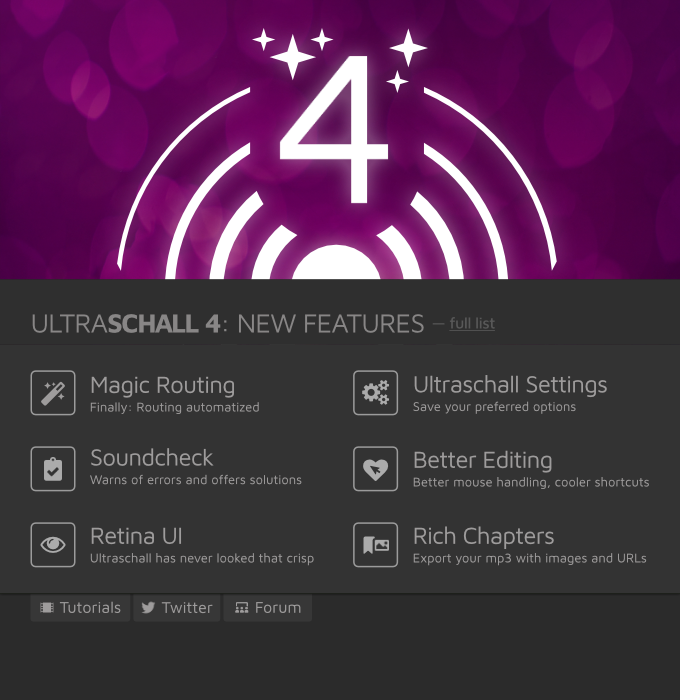 4
ULTRASCHALL 4: NEW FEATURES — full list
Magic Routing
Finally: Routing automatized
Ultraschall Settings
Save your preferred options
Soundcheck
Warns of errors and offers solutions
Better Editing
Better mouse handling, cooler shortcuts
Retina UI
Ultraschall has never looked that crisp
Rich Chapters
Export your mp3 with images and URLs
Tutorials Twitter Forum